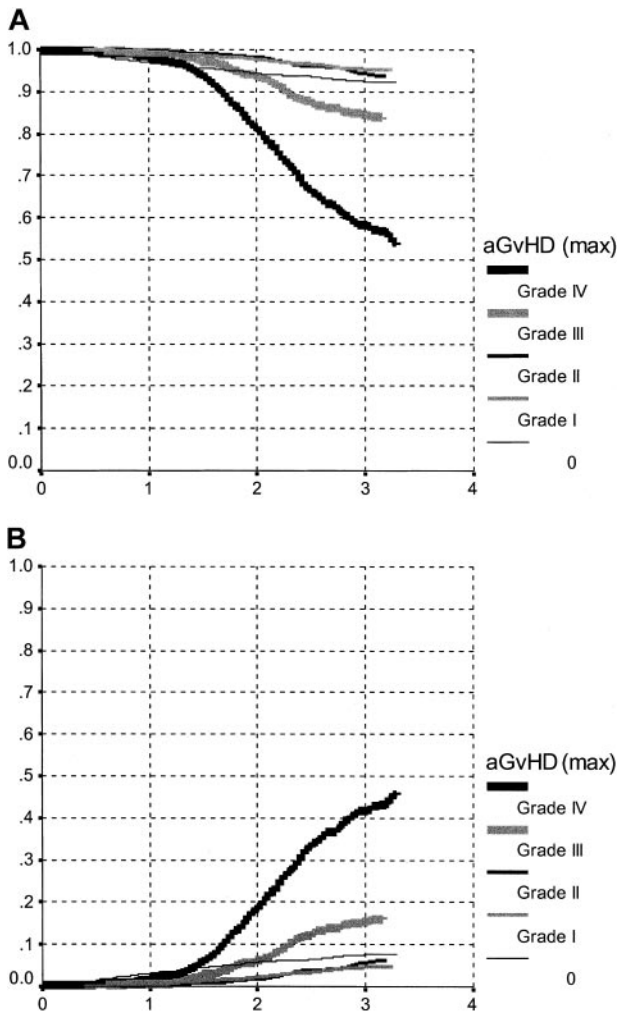 A
1.0
.9
.8
.7
.6
.5
.4
.3
.2
.1
0.0
0 1 2 3 4
aGvHD (max)
Grade IV
Grade III
Grade II
Grade I
0
B
1.0
.9
.8
.7
.6
.5
.4
.3
.2
.1
0.0
0 1 2 3 4
aGvHD (max)
Grade IV
Grade III
Grade II
Grade I
0